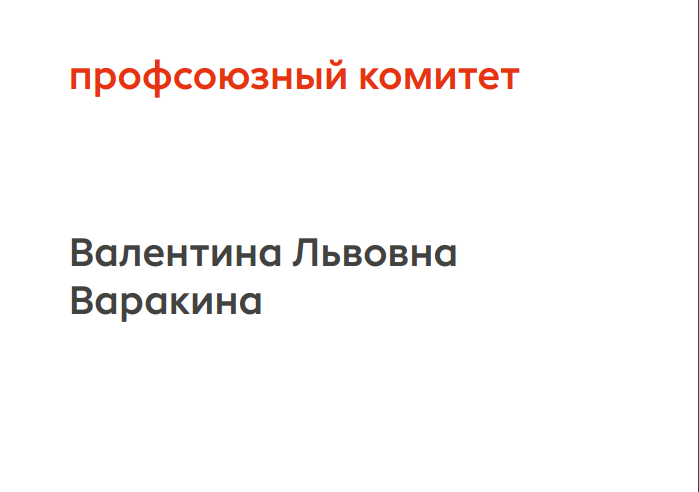 профсоюзный комитет
Валентина Львовна
Варакина